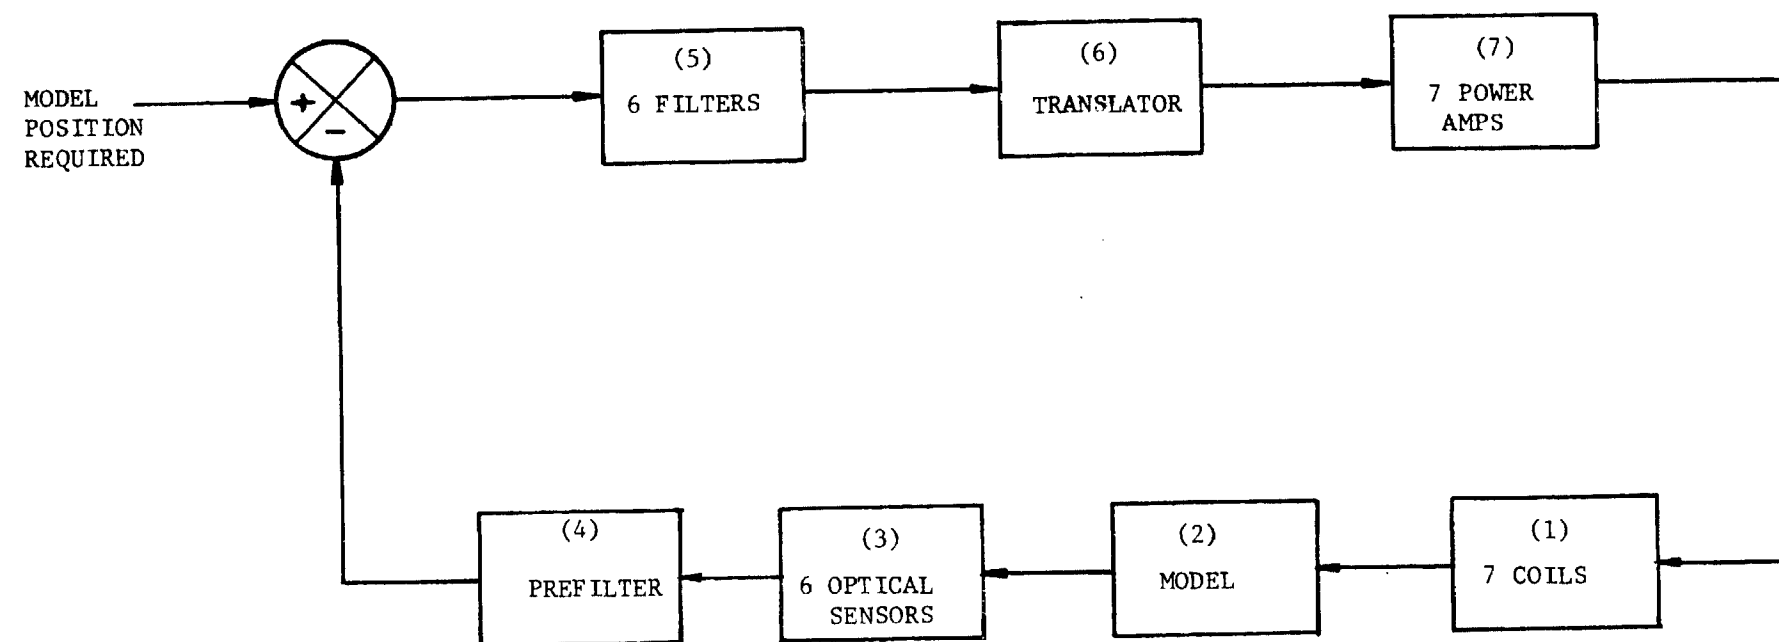 MODEL
POSITION
REQUIRED
+
−
(5)
6 FILTERS
(6)
TRANSLATOR
(7)
7 POWER
AMPS
(4)
PREFILTER
(3)
6 OPTICAL
SENSORS
(2)
MODEL
(1)
7 COILS